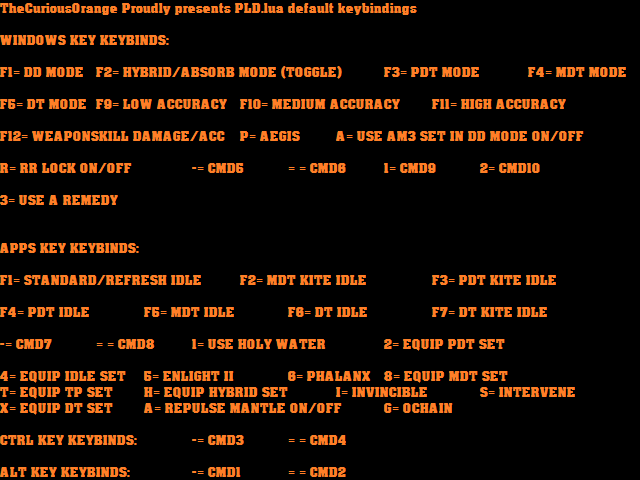 TheCuriousOrange Proudly presents PLD.lua default keybindings
WINDOWS KEY KEYBINDS:
F1= DD MODE F2= HYBRID/ABSORB MODE (TOGGLE) F3= PDT MODE F4= MDT MODE
F5= DT MODE F9= LOW ACCURACY F10= MEDIUM ACCURACY F11= HIGH ACCURACY
F12= WEAPONSKILL DAMAGE/ACC P= AEGIS A= USE AM3 SET IN DD MODE ON/OFF
R= RR LOCK ON/OFF -= CMD5 = = CMD6 1= CMD9 2= CMD10
3= USE A REMEDY
APPS KEY KEYBINDS:
F1= STANDARD/REFRESH IDLE F2= MDT KITE IDLE F3= PDT KITE IDLE
F4= PDT IDLE F5= MDT IDLE F6= DT IDLE F7= DT KITE IDLE
-= CMD7 = = CMD8 1= USE HOLY WATER 2= EQUIP PDT SET
4= EQUIP IDLE SET 5= ENLIGHT II 6= PHALANX 8= EQUIP MDT SET
T= EQUIP TP SET H= EQUIP HYBRID SET I= INVINCIBLE S= INTERVENE
X= EQUIP DT SET A= REPULSE MANTLE ON/OFF G= OCHAIN
CTRL KEY KEYBINDS: -= CMD3 = = CMD4
ALT KEY KEYBINDS: -= CMD1 = = CMD2